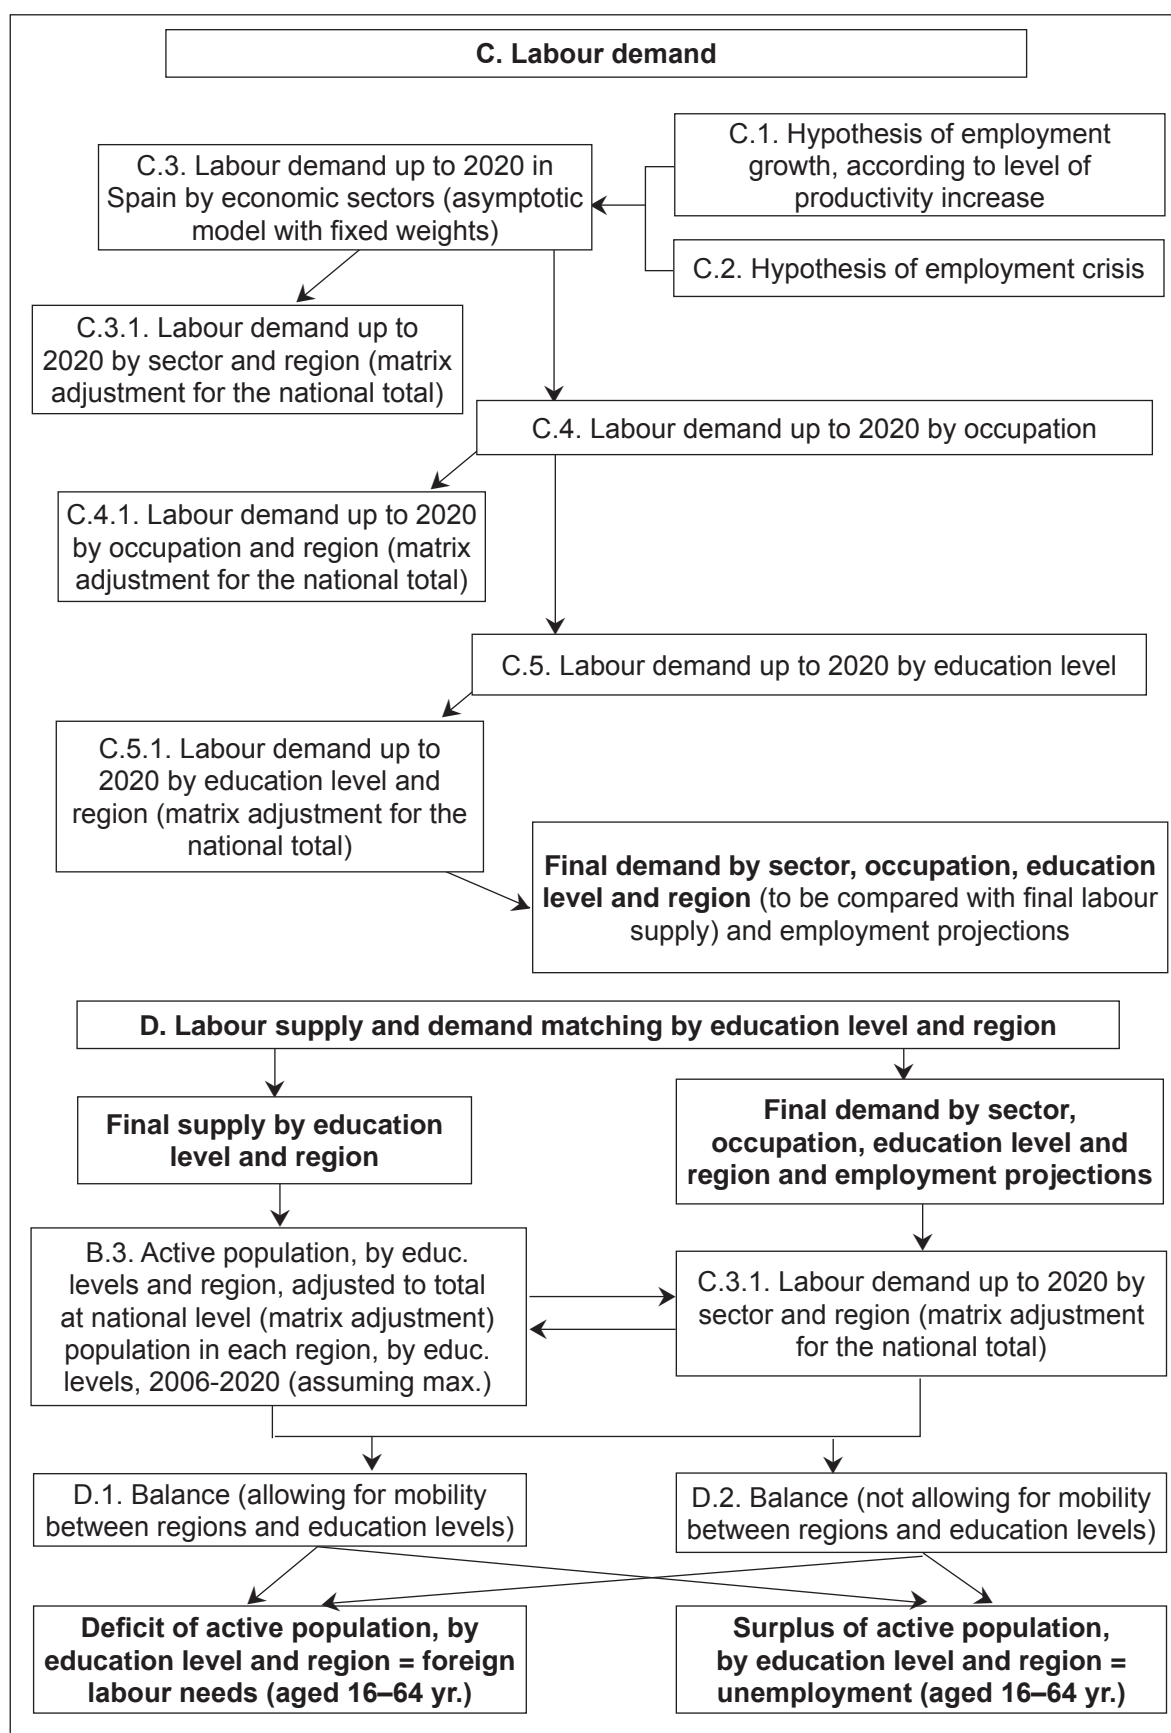 C. Labour demand
C.1. Hypothesis of employment
growth, according to level of
productivity increase
C.3. Labour demand up to 2020 in
Spain by economic sectors (asymptotic
model with fixed weights)
C.2. Hypothesis of employment crisis
C.3.1. Labour demand up to
2020 by sector and region (matrix
adjustment for the national total)
C.4. Labour demand up to 2020 by occupation
C.4.1. Labour demand up to 2020
by occupation and region (matrix
adjustment for the national total)
C.5. Labour demand up to 2020 by education level
C.5.1. Labour demand up to
2020 by education level and
region (matrix adjustment for the
national total)
Final demand by sector, occupation, education
level and region (to be compared with final labour
supply) and employment projections
D. Labour supply and demand matching by education level and region
Final supply by education
level and region
Final demand by sector,
occupation, education level and
region and employment projections
B.3. Active population, by educ.
levels and region, adjusted to total
at national level (matrix adjustment)
population in each region, by educ.
levels, 2006-2020 (assuming max.)
C.3.1. Labour demand up to 2020 by
sector and region (matrix adjustment
for the national total)
D.1. Balance (allowing for mobility
between regions and education levels)
D.2. Balance (not allowing for mobility
between regions and education levels)
Deficit of active population, by
education level and region = foreign
labour needs (aged 16–64 yr.)
Surplus of active population,
by education level and region =
unemployment (aged 16–64 yr.)